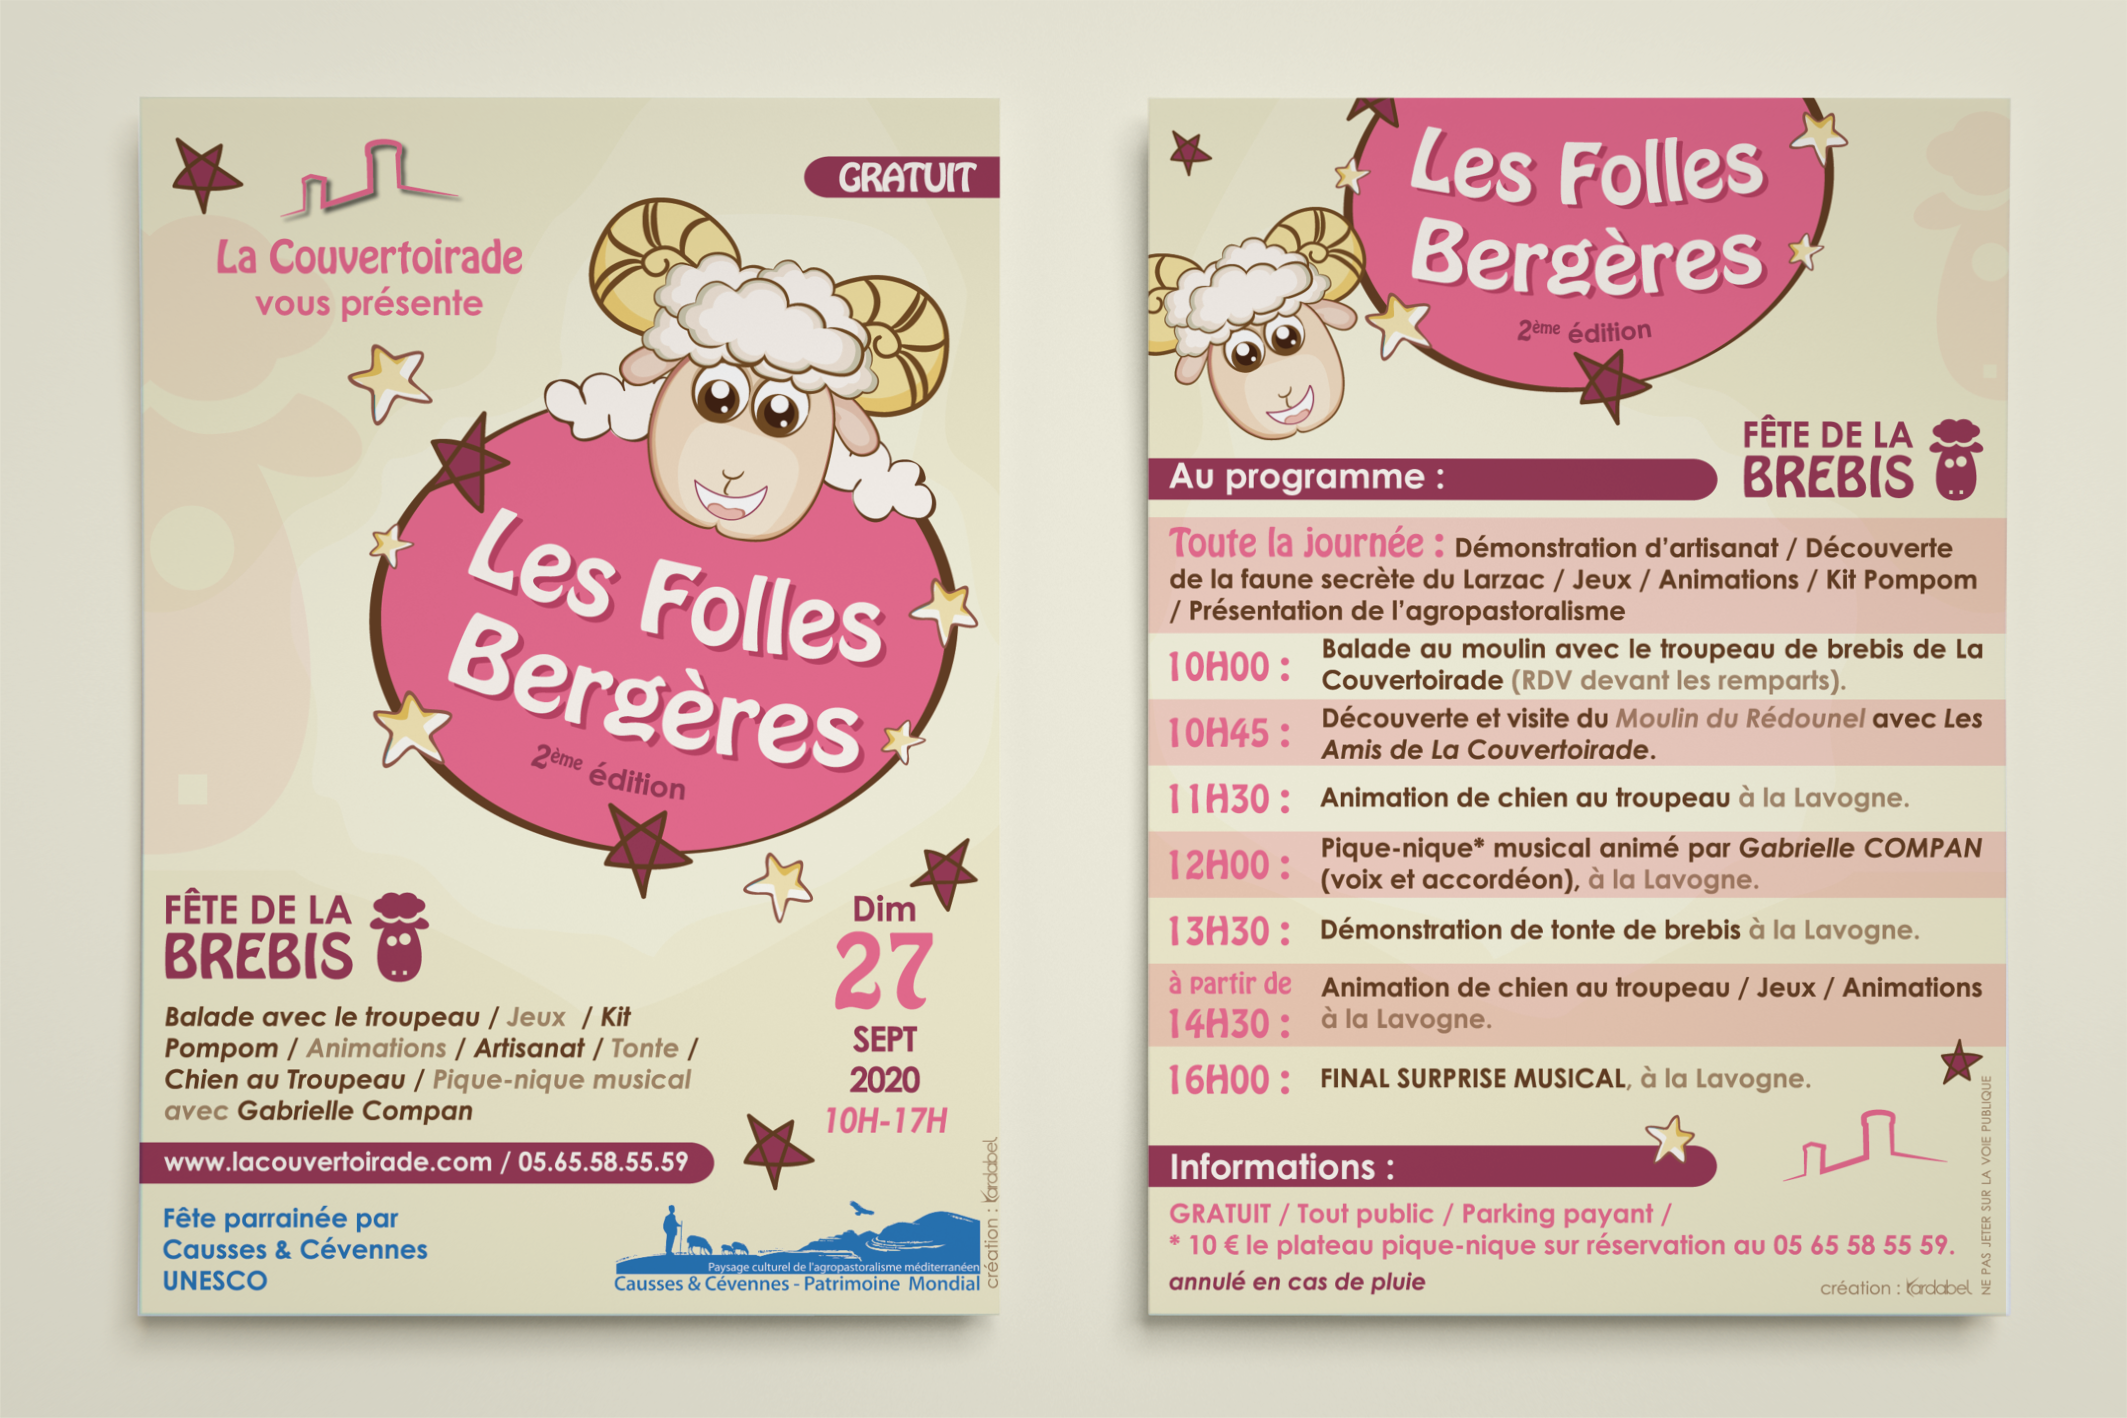 La Couvertoirade
vous présente
GRATUIT
Les Folles
Bergères
2ème édition
FÊTE DE LA
BREBIS
Balade avec le troupeau / Jeux / Kit
Pompom / Animations / Artisanat / Tonte /
Chien au Troupeau / Pique-nique musical
avec Gabrielle Compan
Dim
27
SEPT
2020
10H-17H
www.lacouvertoirade.com / 05.65.58.55.59
Fête parrainée par
Causses & Cévennes
UNESCO
Paysage culturel de l'agropastoralisme méditerranéen
Causses & Cévennes - Patrimoine Mondial
création : Kardabel
Les Folles
Bergères
2ème édition
FÊTE DE LA
BREBIS
Au programme :
Toute la journée : Démonstration d'artisanat / Découverte
de la faune secrète du Larzac / Jeux / Animations / Kit Pompom
/ Présentation de l'agropastoralisme
10H00 : Balade au moulin avec le troupeau de brebis de La
Couvertoirade (RDV devant les remparts).
10H45 : Découverte et visite du Moulin du Rédounel avec Les
Amis de La Couvertoirade.
11H30 : Animation de chien au troupeau à la Lavogne.
12H00 : Pique-nique* musical animé par Gabrielle COMPAN
(voix et accordéon), à la Lavogne.
13H30 : Démonstration de tonte de brebis à la Lavogne.
à partir de
14H30 : Animation de chien au troupeau / Jeux / Animations
à la Lavogne.
16H00 : FINAL SURPRISE MUSICAL, à la Lavogne.
Informations :
GRATUIT / Tout public / Parking payant /
* 10 € le plateau pique-nique sur réservation au 05 65 58 55 59.
annulé en cas de pluie
création : Kardabel
NE PAS JETER SUR LA VOIE PUBLIQUE